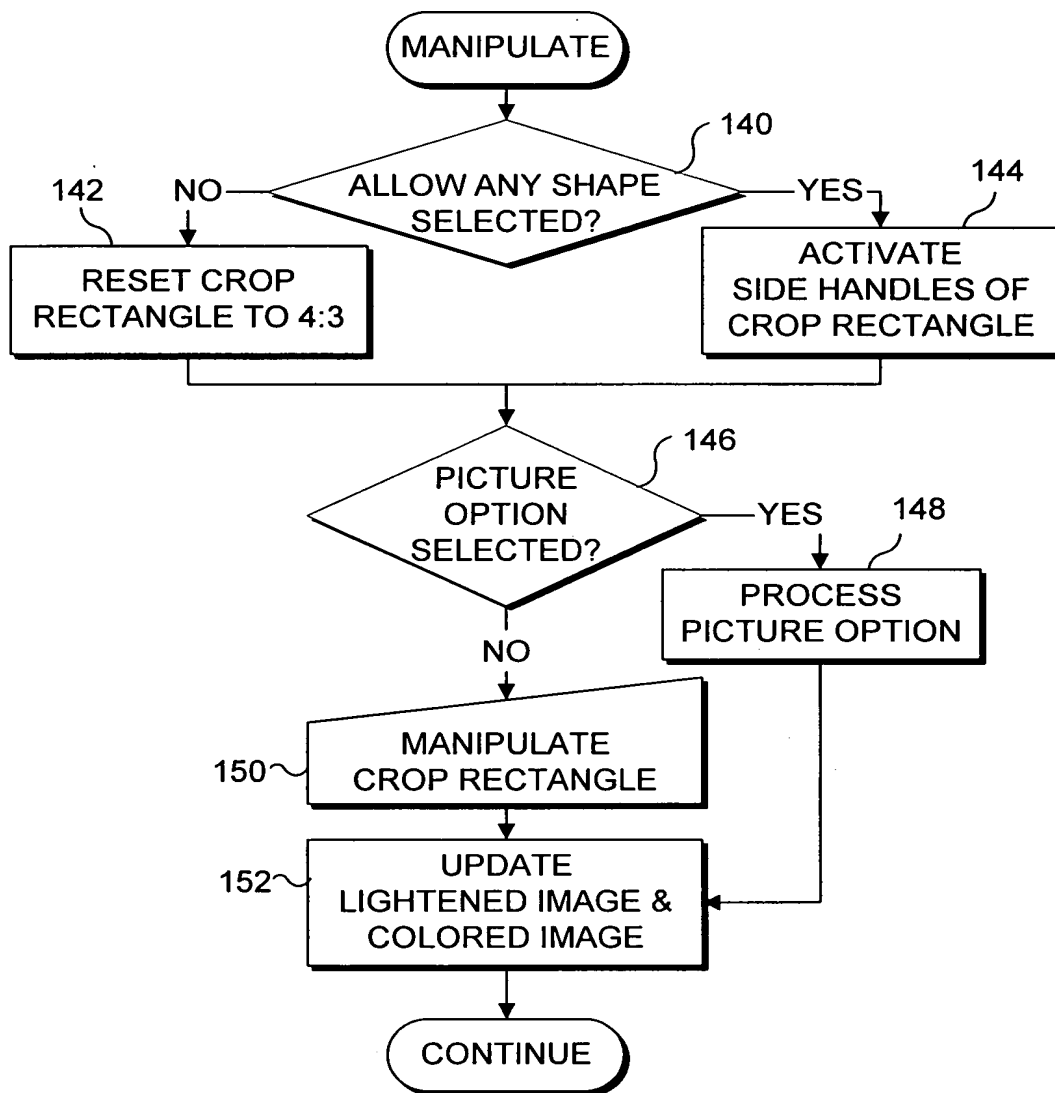 MANIPULATE
140
ALLOW ANY SHAPE
SELECTED?
NO
YES
142
144
RESET CROP
RECTANGLE TO 4:3
ACTIVATE
SIDE HANDLES OF
CROP RECTANGLE
146
PICTURE
OPTION
SELECTED?
YES
148
PROCESS
PICTURE OPTION
NO
150
MANIPULATE
CROP RECTANGLE
152
UPDATE
LIGHTENED IMAGE &
COLORED IMAGE
CONTINUE